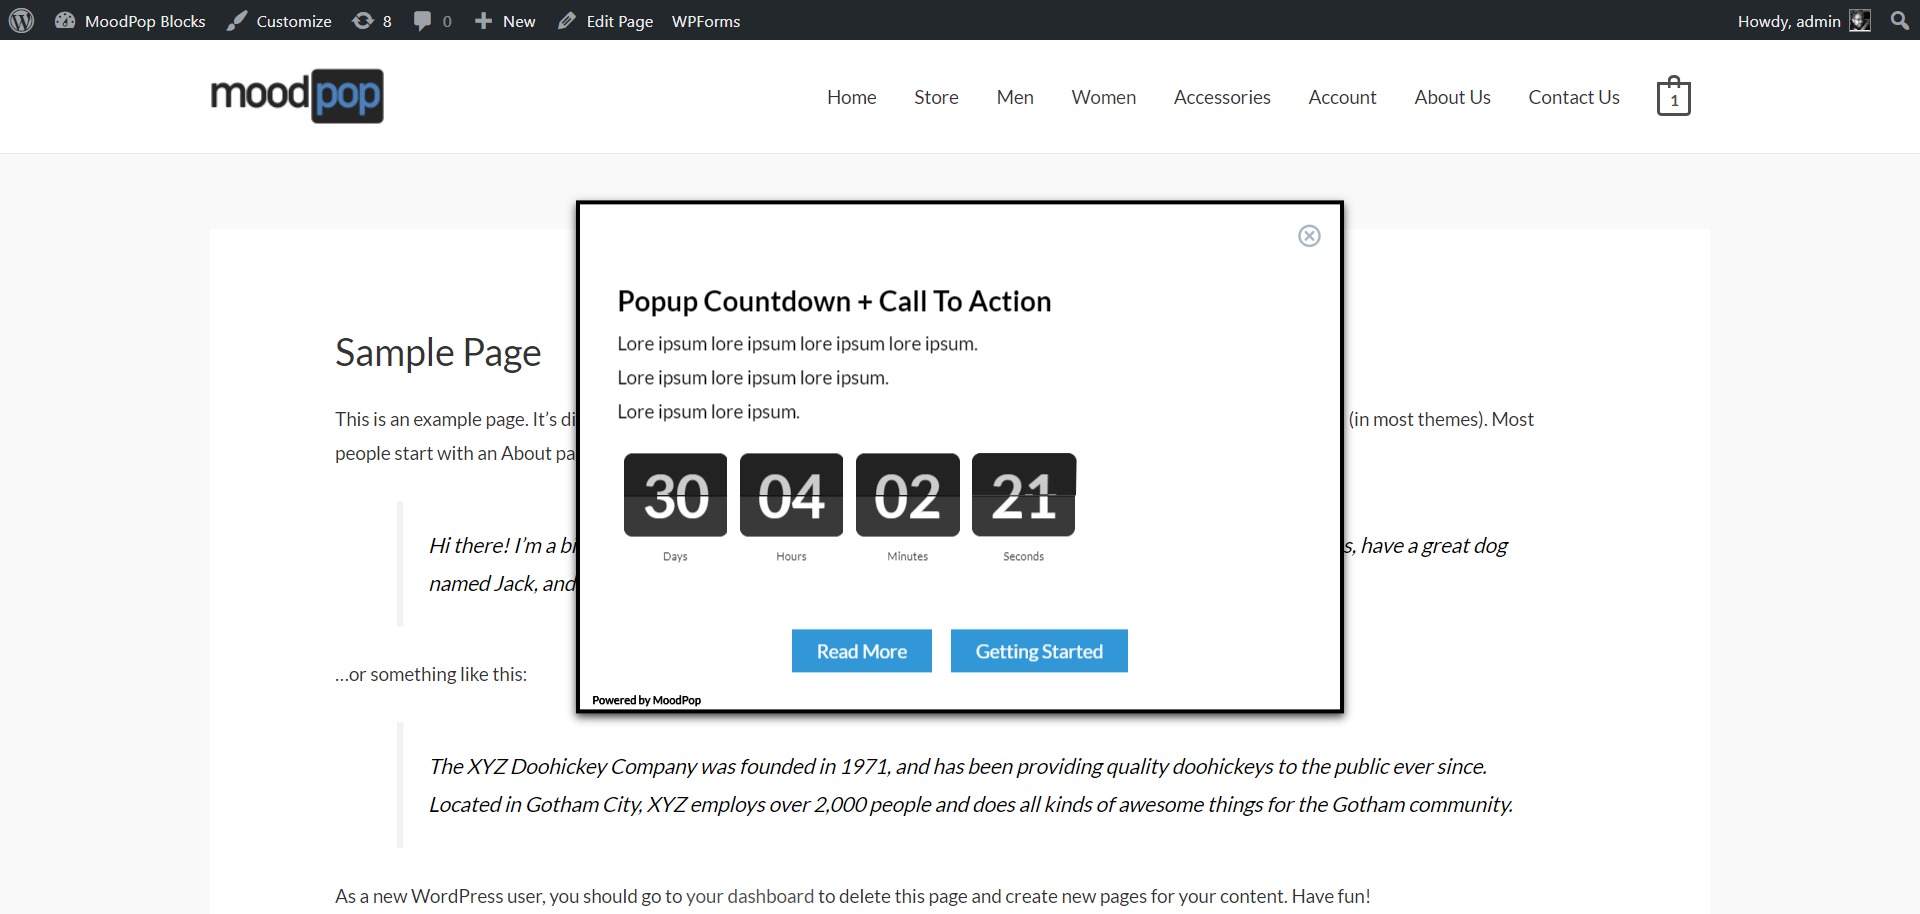 MoodPop Blocks Customize 8 0 New Edit Page WPForms Howdy, admin
moodpop Home Store Men Women Accessories Account About Us Contact Us 1
Popup Countdown + Call To Action
Lore ipsum lore ipsum lore ipsum lore ipsum.
Lore ipsum lore ipsum lore ipsum.
Lore ipsum lore ipsum.
30 04 02 21
Days Hours Minutes Seconds
Read More Getting Started
Powered by MoodPop
Sample Page
This is an example page. It’s di (in most themes). Most
people start with an About pa
Hi there! I’m a bi s, have a great dog
named Jack, and
…or something like this:
The XYZ Doohickey Company was founded in 1971, and has been providing quality doohickeys to the public ever since.
Located in Gotham City, XYZ employs over 2,000 people and does all kinds of awesome things for the Gotham community.
As a new WordPress user, you should go to your dashboard to delete this page and create new pages for your content. Have fun!